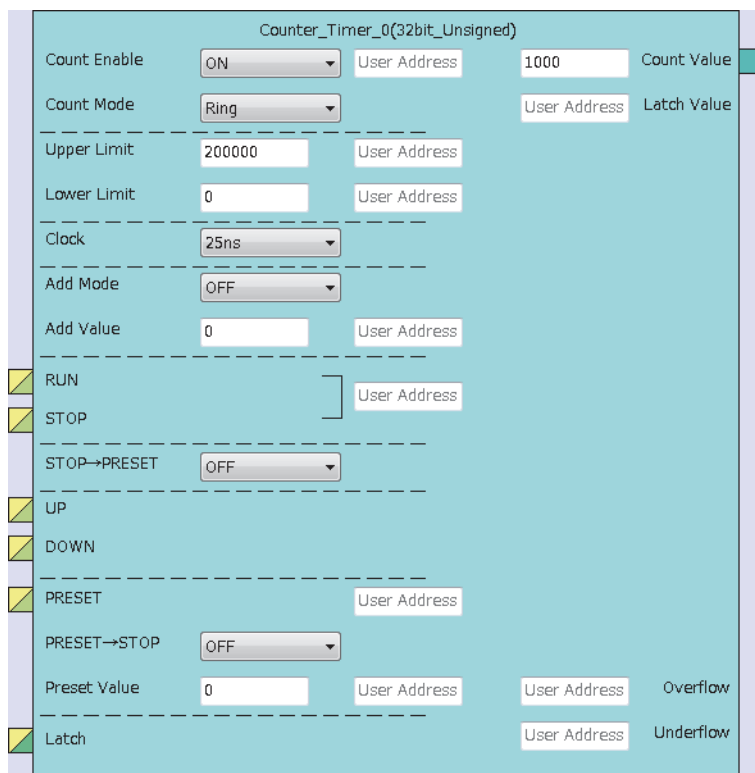 Counter_Timer_0(32bit_Unsigned)
Count Enable ON User Address 1000 Count Value
Count Mode Ring User Address Latch Value
Upper Limit 200000 User Address
Lower Limit 0 User Address
Clock 25ns
Add Mode OFF
Add Value 0 User Address
RUN
User Address
STOP
STOP→PRESET OFF
UP
DOWN
PRESET User Address
PRESET→STOP OFF
Preset Value 0 User Address User Address Overflow
Latch User Address Underflow